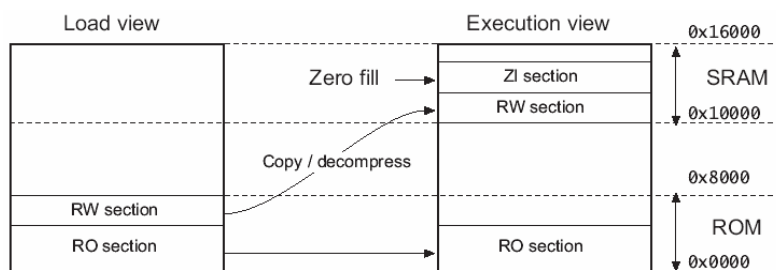 Load view
Execution view
0x16000
Zero fill
ZI section
SRAM
RW section
0x10000
Copy / decompress
0x8000
RW section
ROM
RO section
RO section
0x0000